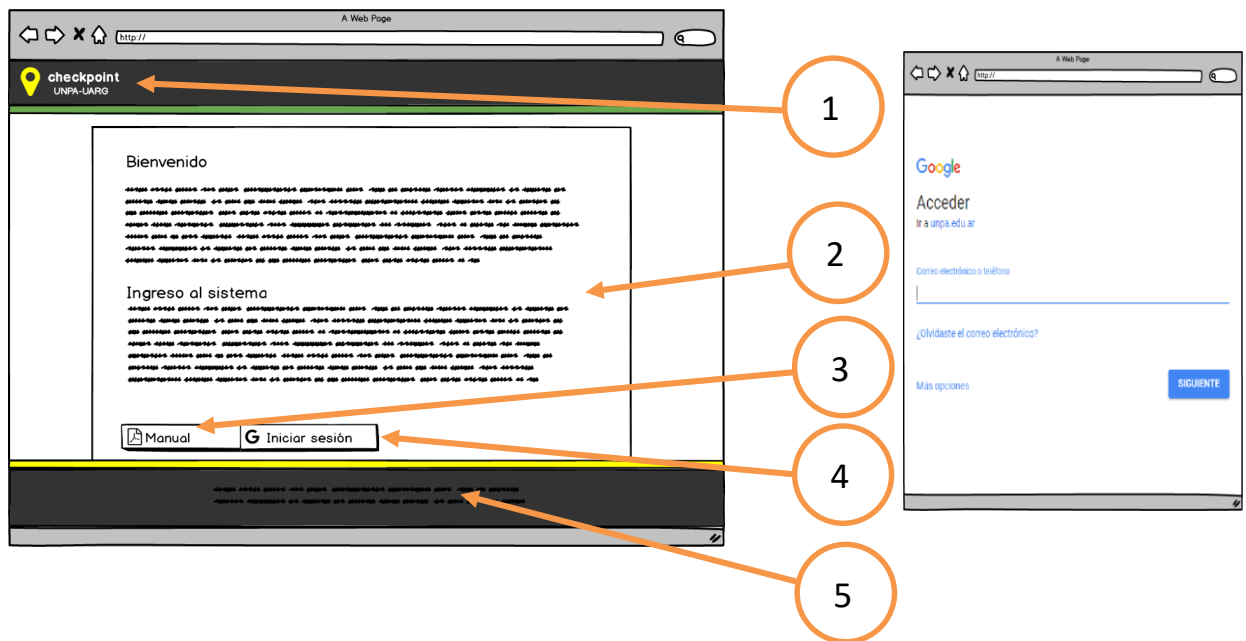 A Web Page
http://
checkpoint
UNPA-UARG
Bienvenido
Ingreso al sistema
Manual
G Iniciar sesión
1
2
3
4
5
A Web Page
http://
Google
Acceder
Ir a unpa.edu.ar
Correo electrónico o teléfono
¿Olvidaste el correo electrónico?
Más opciones
SIGUIENTE